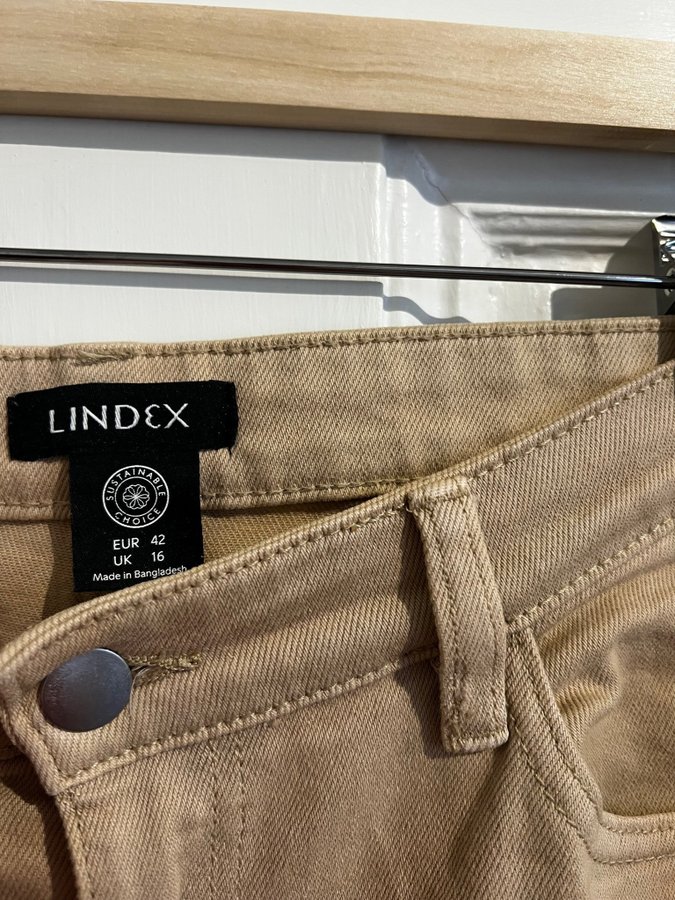 LINDEX
SUSTAINABLE
CHOICE
EUR 42
UK 16
Made in Bangladesh